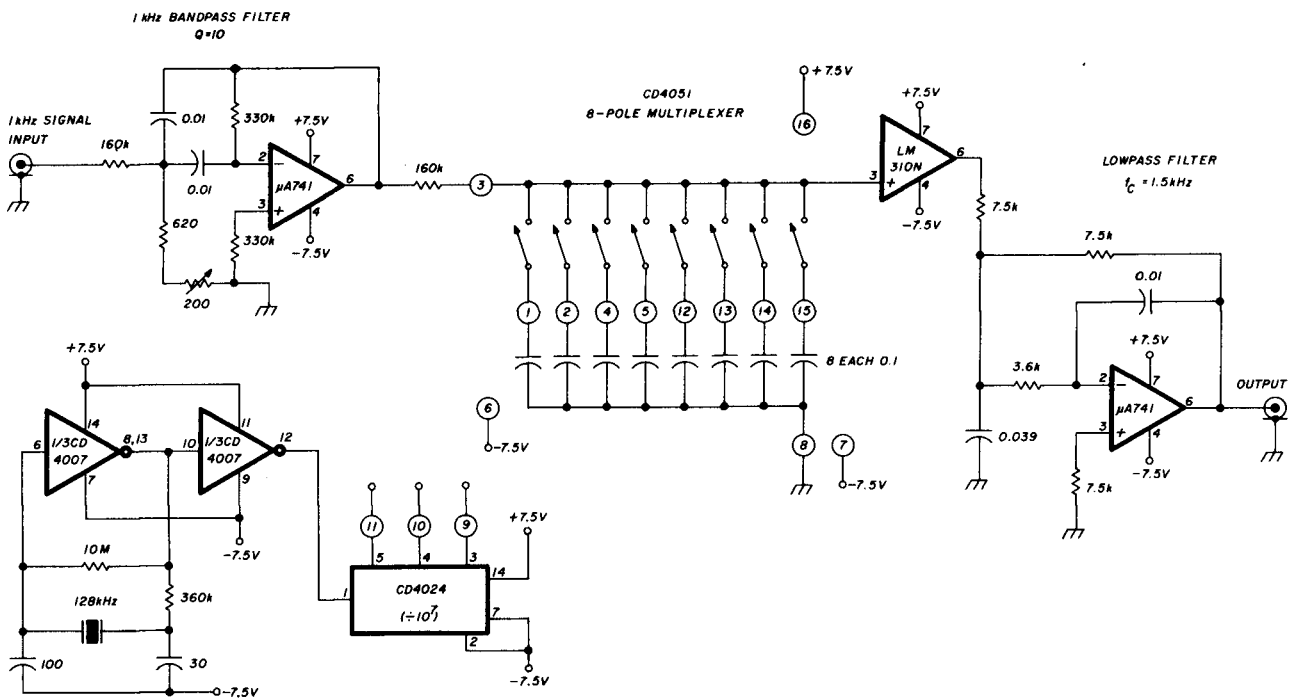 1 kHz BANDPASS FILTER
Q=10
1 kHz SIGNAL
INPUT
160k
0.01
0.01
330k
+7.5V
2
7
−
μA741
6
3
+
4
330k
−7.5V
620
200
160k
3
CD4051
8-POLE MULTIPLEXER
+7.5V
16
1
2
4
5
12
13
14
15
8 EACH 0.1
6
−7.5V
8
7
−7.5V
+7.5V
7
LM
310N
3
+
6
4
−7.5V
LOWPASS FILTER
fC = 1.5kHz
7.5k
7.5k
0.01
3.6k
+7.5V
2
−
7
μA741
6
3
+
4
−7.5V
0.039
7.5k
OUTPUT
+7.5V
14
6
1/3CD
4007
8,13
7
11
10
1/3CD
4007
12
9
−7.5V
10M
128kHz
360k
100
30
−7.5V
11
10
9
+7.5V
5
4
3
14
1
CD4024
(÷10⁷)
7
2
−7.5V